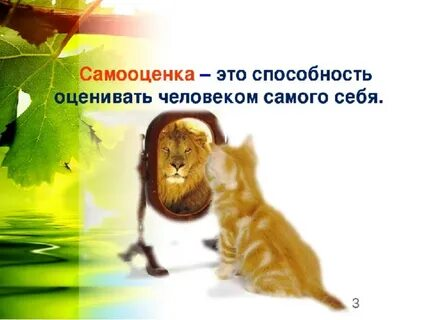 Самооценка – это способность
оценивать человеком самого себя.
3